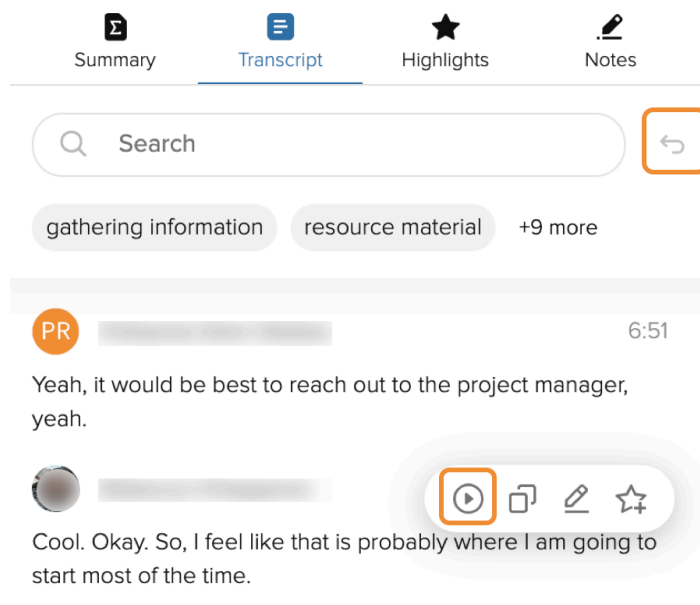 Summary
Transcript
Highlights
Notes
Search
gathering information
resource material
+9 more
PR
6:51
Yeah, it would be best to reach out to the project manager,
yeah.
Cool. Okay. So, I feel like that is probably where I am going to
start most of the time.